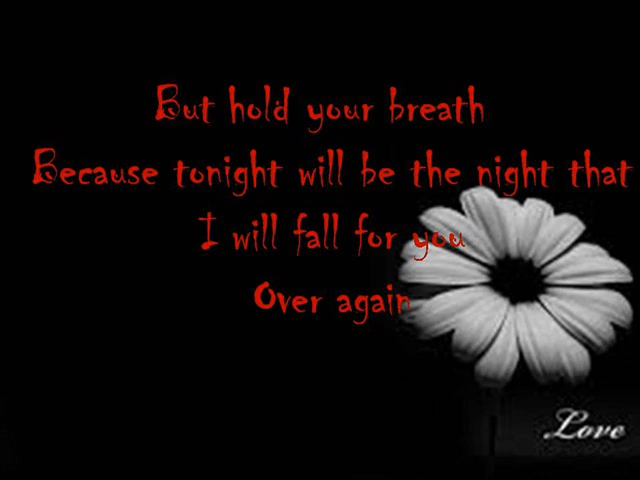 But hold your breath
Because tonight will be the night that
I will fall for you
Over again
Love